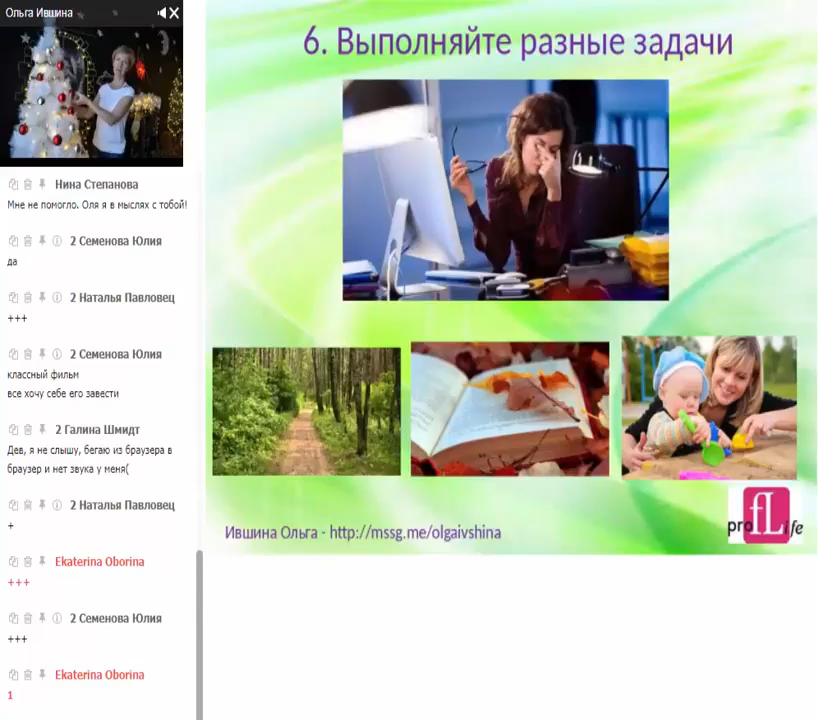 Ольга Ившина
6. Выполняйте разные задачи
Нина Степанова
Мне не помогло. Оля я в мыслях с тобой!
2 Семенова Юлия
да
2 Наталья Павловец
+++
2 Семенова Юлия
классный фильм
все хочу себе его завести
2 Галина Шмидт
Дев, я не слышу, бегаю из браузера в
браузер и нет звука у меня(
2 Наталья Павловец
+
Ekaterina Oborina
+++
2 Семенова Юлия
+++
Ekaterina Oborina
1
Ившина Ольга - http://mssg.me/olgaivshina
pro fLife